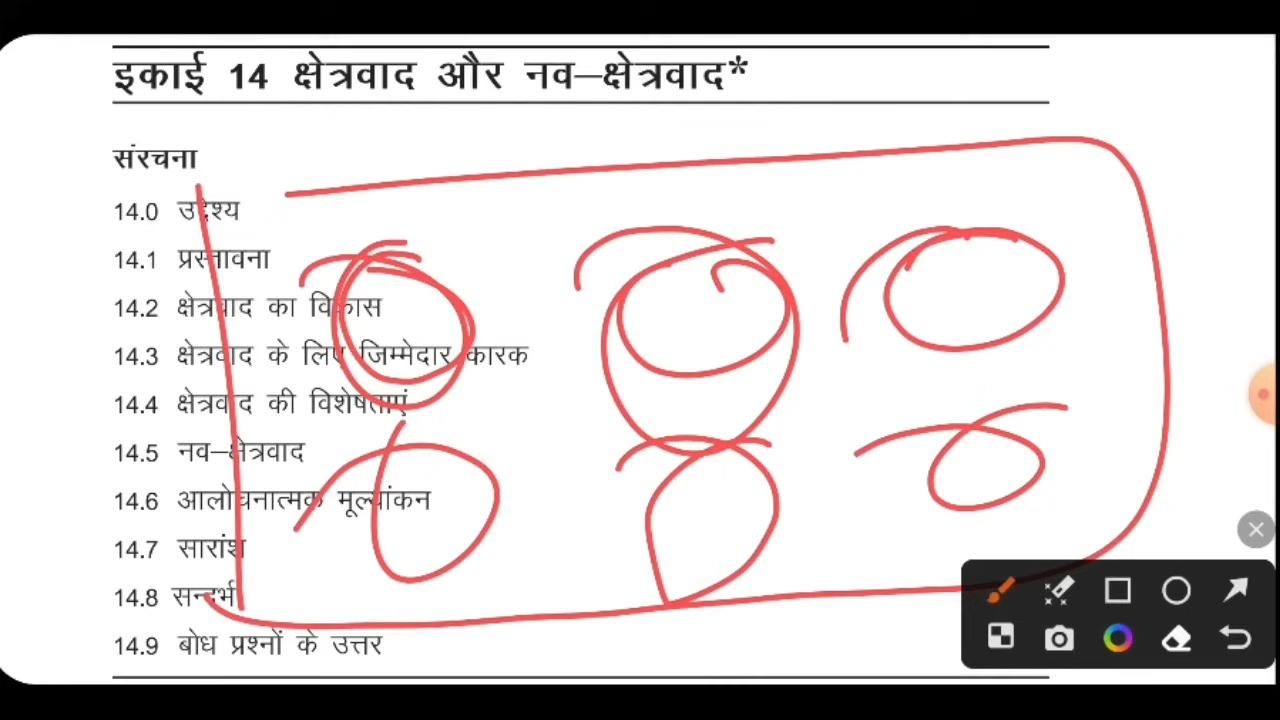 इकाई 14 क्षेत्रवाद और नव–क्षेत्रवाद*
संरचना
14.0 उद्देश्य
14.1 प्रस्तावना
14.2 क्षेत्रवाद का विकास
14.3 क्षेत्रवाद के लिए जिम्मेदार कारक
14.4 क्षेत्रवाद की विशेषताएं
14.5 नव–क्षेत्रवाद
14.6 आलोचनात्मक मूल्यांकन
14.7 सारांश
14.8 सन्दर्भ
14.9 बोध प्रश्नों के उत्तर